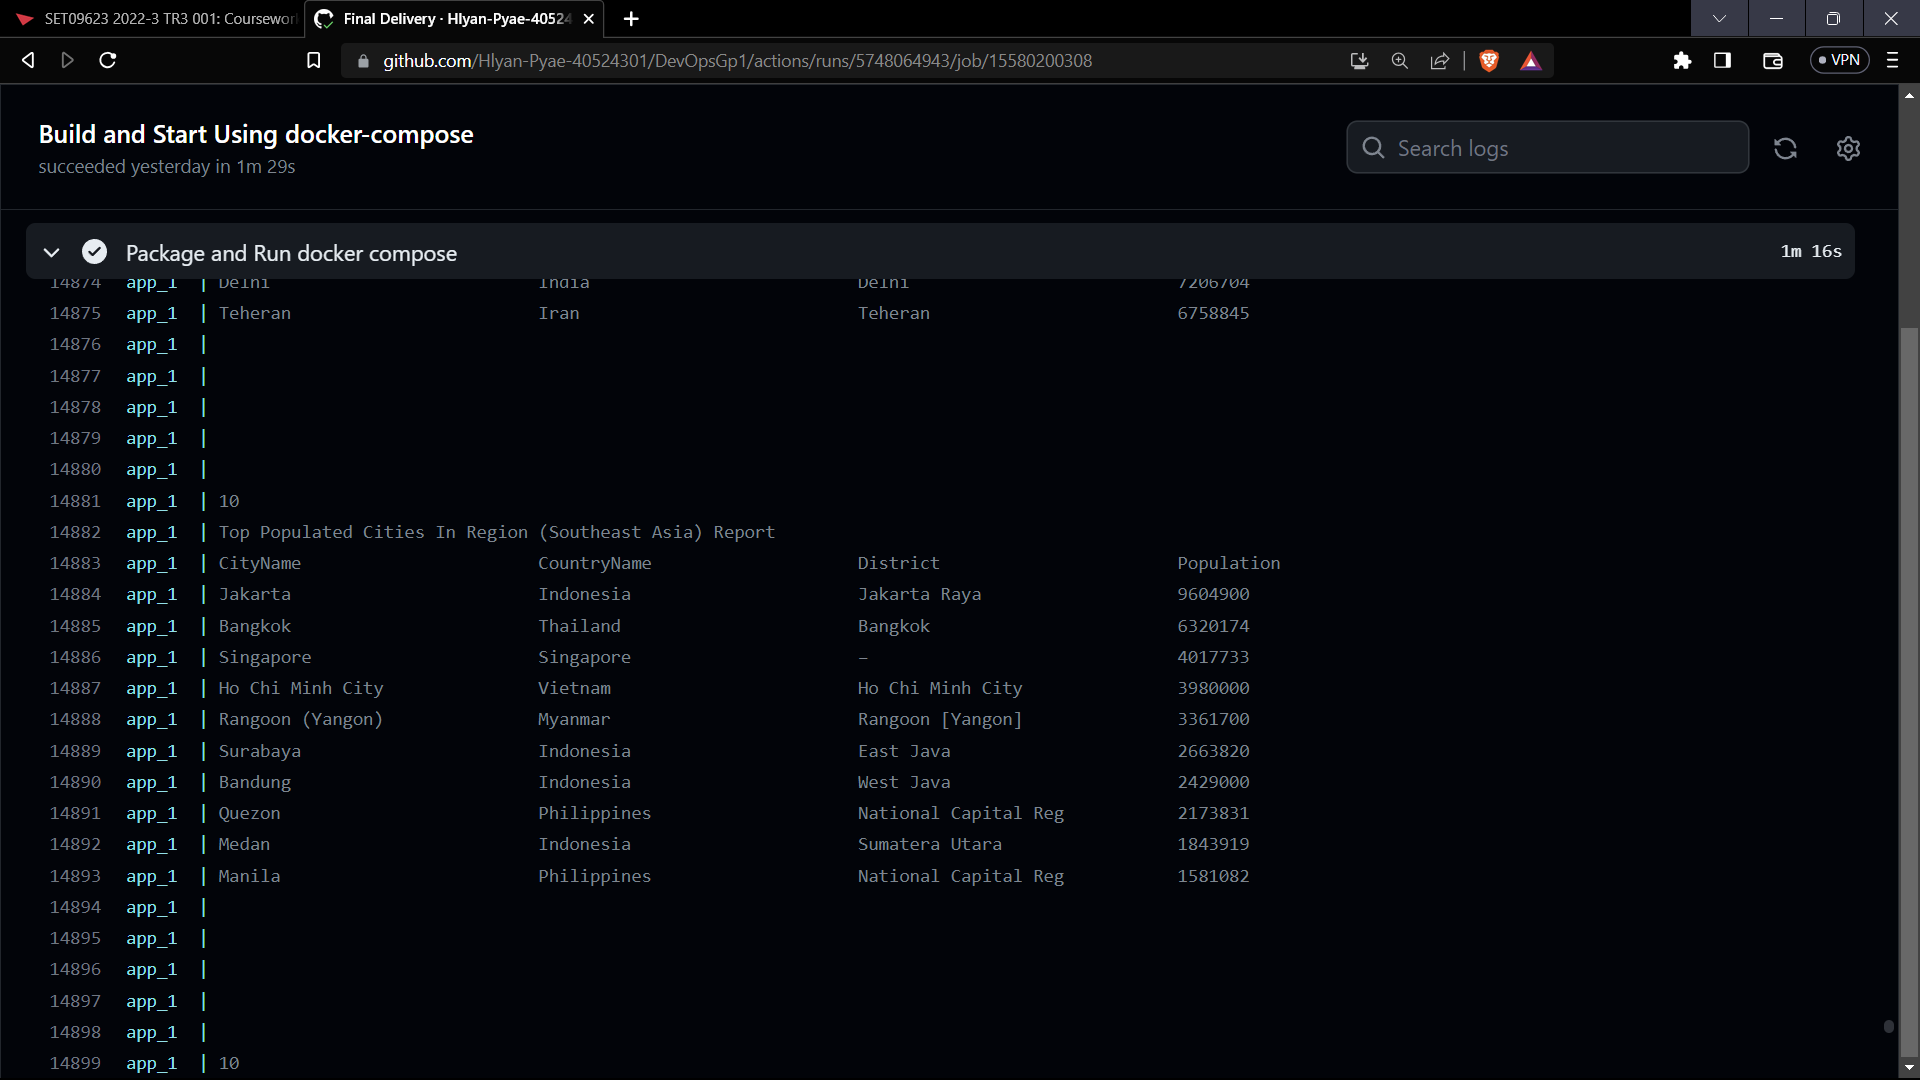 SET09623 2022-3 TR3 001: Coursewor
Final Delivery · Hlyan-Pyae-4052
github.com/Hlyan-Pyae-40524301/DevOpsGp1/actions/runs/5748064943/job/15580200308
VPN
Build and Start Using docker-compose
succeeded yesterday in 1m 29s
Search logs
Package and Run docker compose 1m 16s
14874 app_1 | Delhi India Delhi 7206704
14875 app_1 | Teheran Iran Teheran 6758845
14876 app_1 |
14877 app_1 |
14878 app_1 |
14879 app_1 |
14880 app_1 |
14881 app_1 | 10
14882 app_1 | Top Populated Cities In Region (Southeast Asia) Report
14883 app_1 | CityName CountryName District Population
14884 app_1 | Jakarta Indonesia Jakarta Raya 9604900
14885 app_1 | Bangkok Thailand Bangkok 6320174
14886 app_1 | Singapore Singapore – 4017733
14887 app_1 | Ho Chi Minh City Vietnam Ho Chi Minh City 3980000
14888 app_1 | Rangoon (Yangon) Myanmar Rangoon [Yangon] 3361700
14889 app_1 | Surabaya Indonesia East Java 2663820
14890 app_1 | Bandung Indonesia West Java 2429000
14891 app_1 | Quezon Philippines National Capital Reg 2173831
14892 app_1 | Medan Indonesia Sumatera Utara 1843919
14893 app_1 | Manila Philippines National Capital Reg 1581082
14894 app_1 |
14895 app_1 |
14896 app_1 |
14897 app_1 |
14898 app_1 |
14899 app_1 | 10